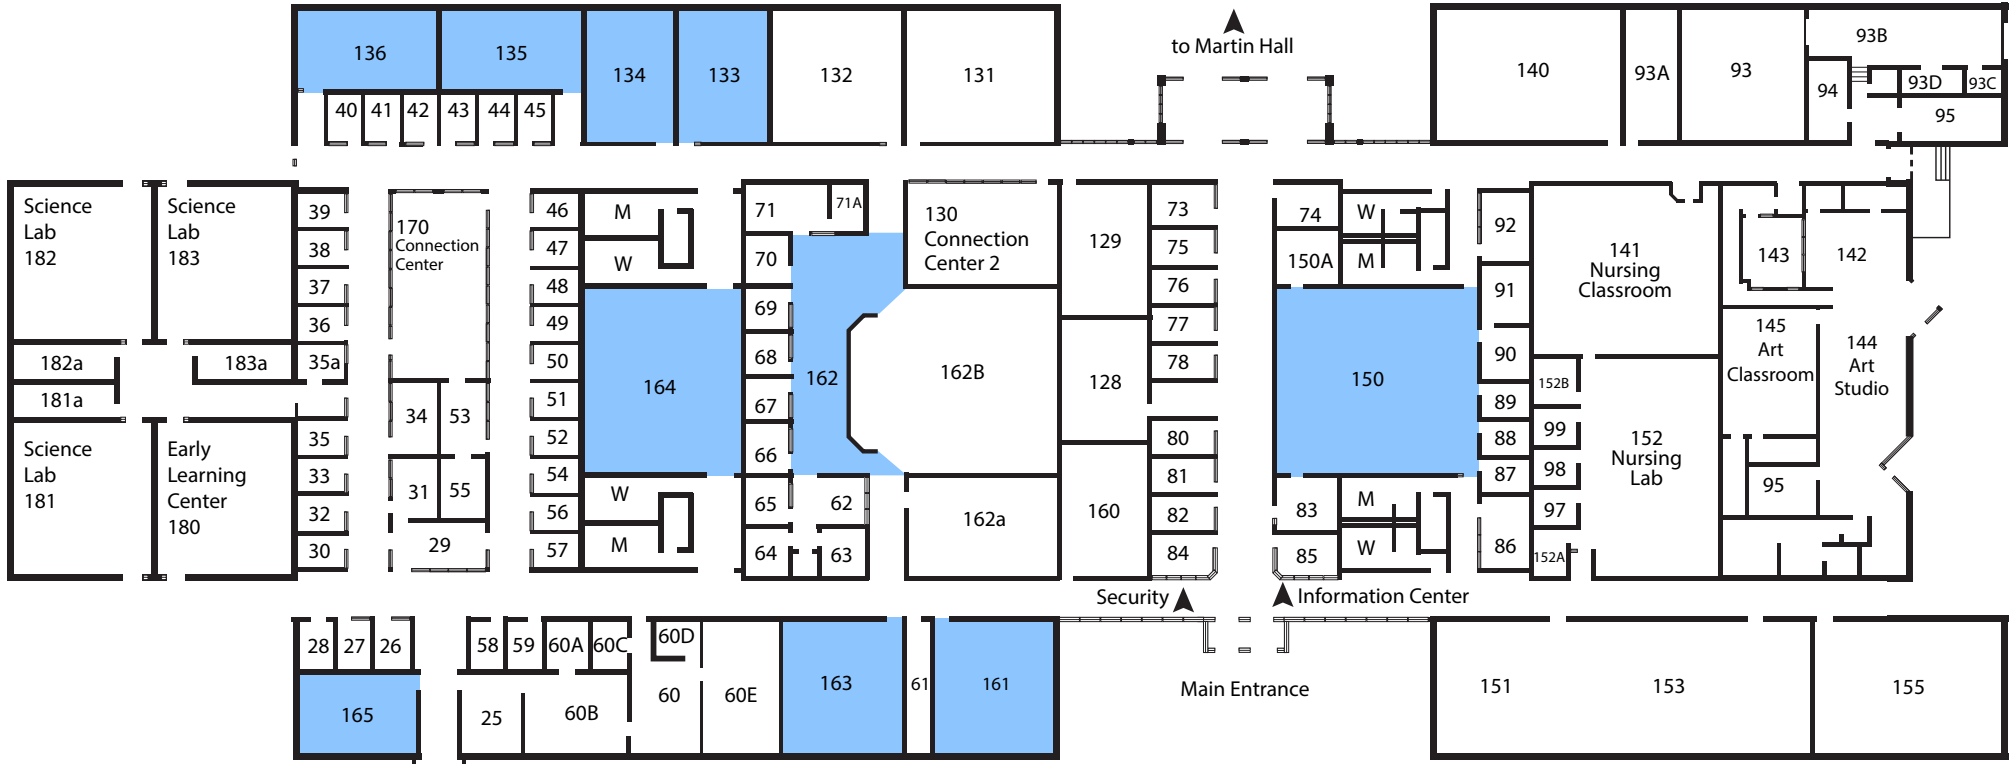 to Martin Hall
136
135
134
133
132
131
140
93A
93
93B
94
93D
93C
95
40
41
42
43
44
45
Science
Lab
182
Science
Lab
183
39
38
37
36
35a
170
Connection
Center
46
47
48
49
50
51
52
54
56
57
M
W
71
71A
70
69
68
67
66
65
64
62
63
130
Connection
Center 2
129
128
160
73
75
76
77
78
80
81
82
84
74
150A
W
M
92
91
90
89
88
87
86
141
Nursing
Classroom
143
142
145
Art
Classroom
144
Art
Studio
182a
183a
181a
34
53
31
55
29
164
162
162B
162a
150
152B
99
98
97
152A
152
Nursing
Lab
95
Science
Lab
181
Early
Learning
Center
180
35
33
32
30
W
M
83
85
M
W
Security
Information Center
Main Entrance
28
27
26
58
59
60A
60C
60D
165
25
60B
60
60E
163
61
161
151
153
155